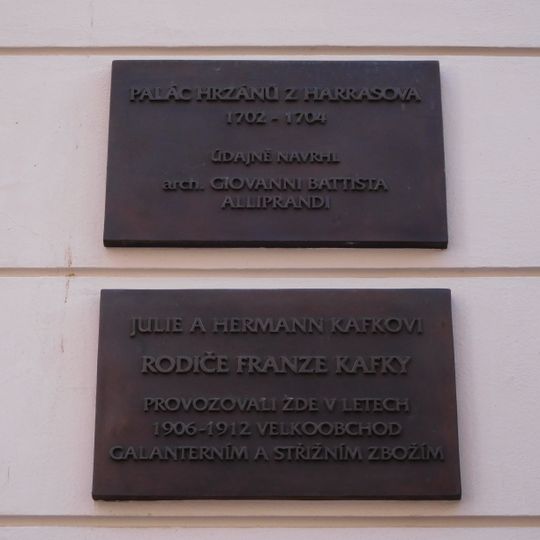 PALÁC HRZÁNŮ Z HARRASOVA
1702 - 1704
ÚDAJNĚ NAVRHL
arch. GIOVANNI BATTISTA
ALLIPRANDI
JULIE A HERMANN KAFKOVI
RODIČE FRANZE KAFKY
PROVOZOVALI ZDE V LETECH
1906-1912 VELKOOBCHOD
GALANTERNÍM A STŘIŽNÍM ZBOŽÍM